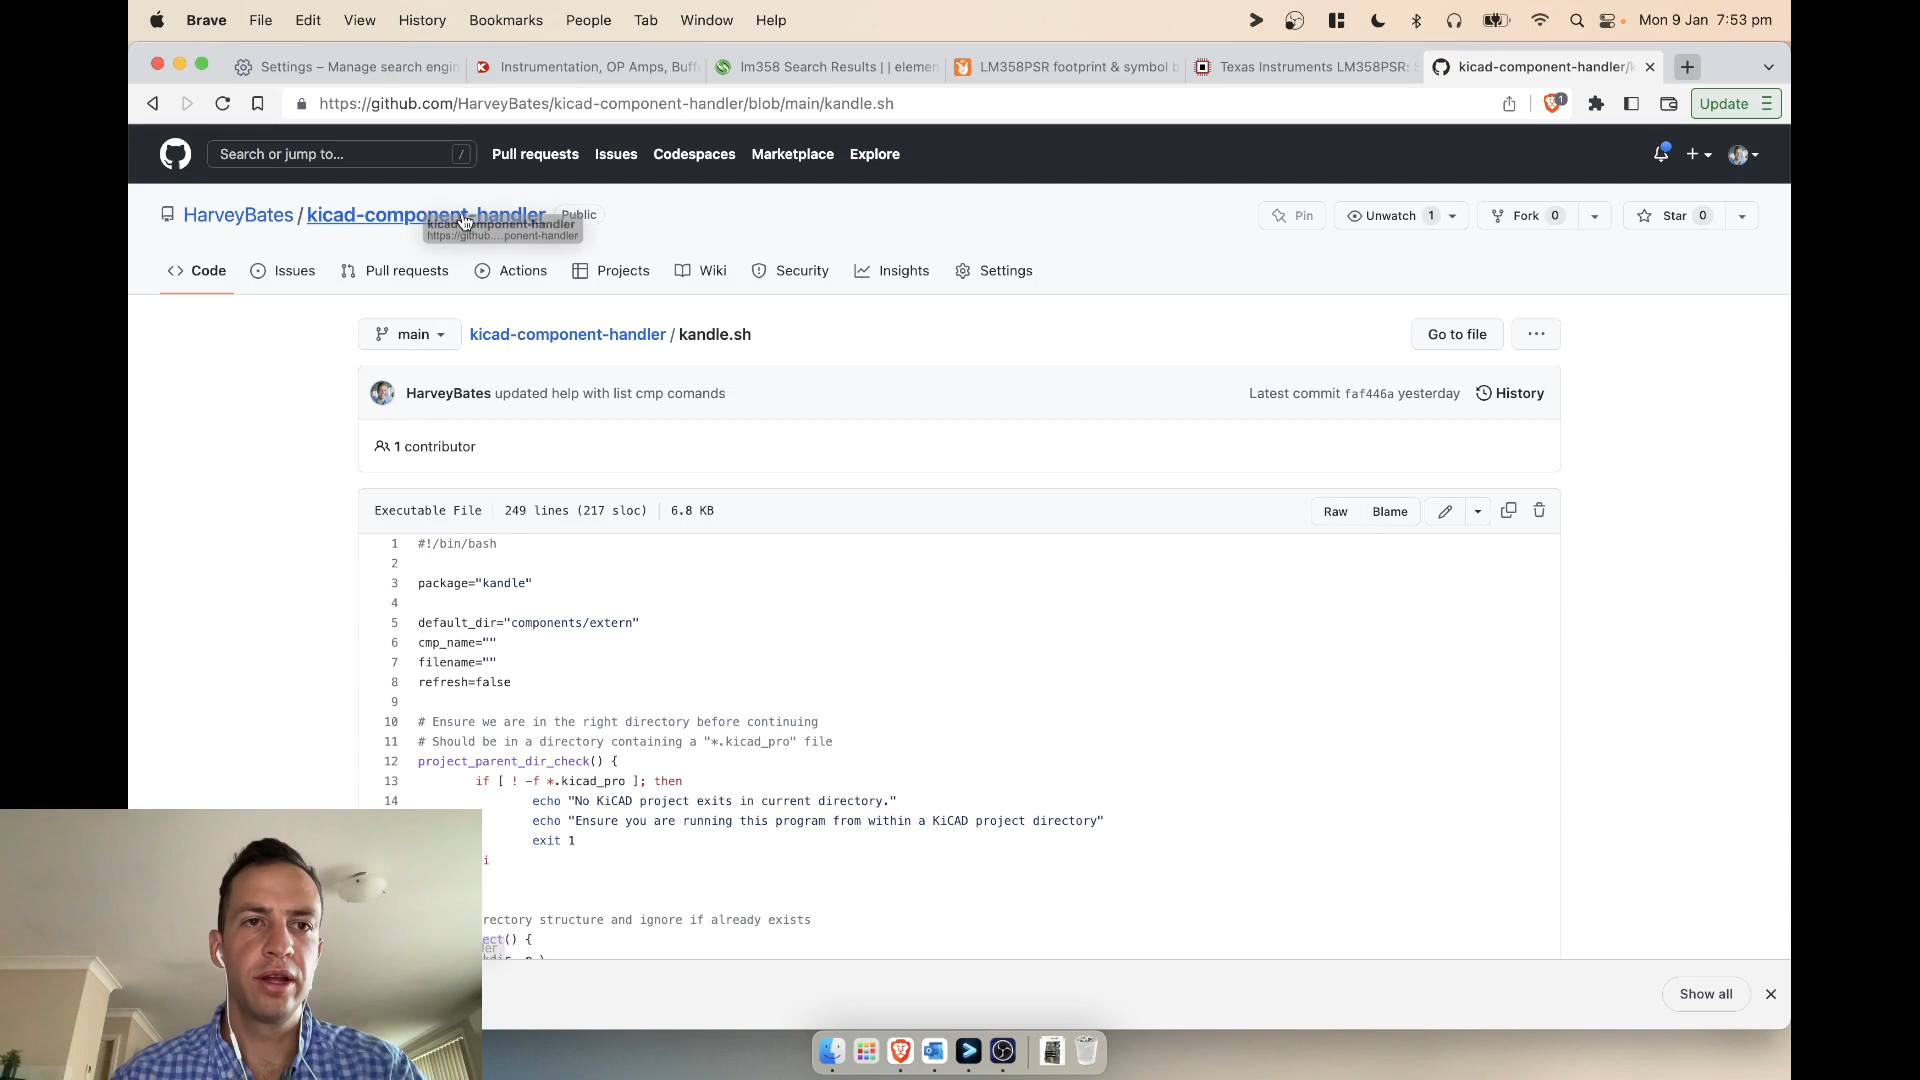 Brave File Edit View History Bookmarks People Tab Window Help Mon 9 Jan 7:53 pm
Settings – Manage search engin Instrumentation, OP Amps, Buff lm358 Search Results | | elemen LM358PSR footprint & symbol b Texas Instruments LM358PSR: S kicad-component-handler/k
https://github.com/HarveyBates/kicad-component-handler/blob/main/kandle.sh 1 Update
Search or jump to... / Pull requests Issues Codespaces Marketplace Explore
HarveyBates / kicad-component-handler Public Pin Unwatch 1 Fork 0 Star 0
kicad-component-handler
https://github....ponent-handler
Code Issues Pull requests Actions Projects Wiki Security Insights Settings
main kicad-component-handler / kandle.sh Go to file ...
HarveyBates updated help with list cmp comands Latest commit faf446a yesterday History
1 contributor
Executable File 249 lines (217 sloc) 6.8 KB Raw Blame
1 #!/bin/bash
2
3 package="kandle"
4
5 default_dir="components/extern"
6 cmp_name=""
7 filename=""
8 refresh=false
9
10 # Ensure we are in the right directory before continuing
11 # Should be in a directory containing a "*.kicad_pro" file
12 project_parent_dir_check() {
13 if [ ! -f *.kicad_pro ]; then
14 echo "No KiCAD project exits in current directory."
echo "Ensure you are running this program from within a KiCAD project directory"
exit 1
i
rectory structure and ignore if already exists
ect() {
ler
Show all